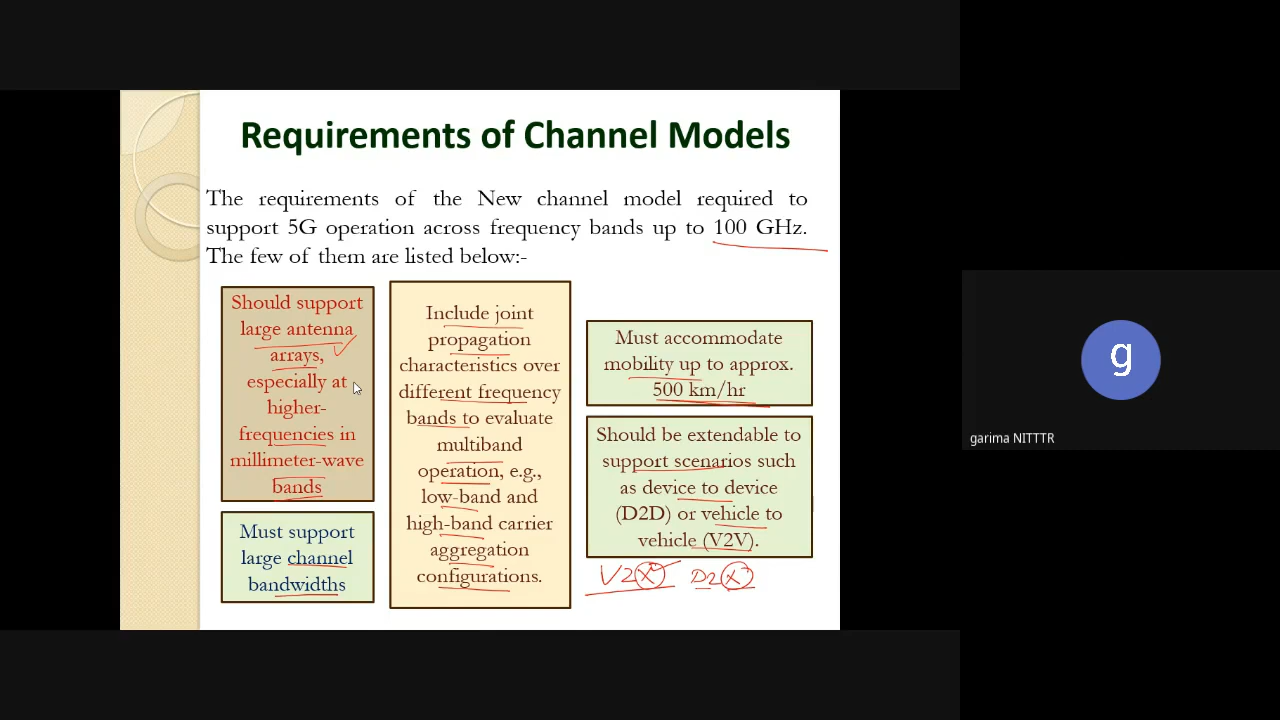 Requirements of Channel Models
The requirements of the New channel model required to
support 5G operation across frequency bands up to 100 GHz.
The few of them are listed below:-
Should support
large antenna
arrays,
especially at
higher-
frequencies in
millimeter-wave
bands
Must support
large channel
bandwidths
Include joint
propagation
characteristics over
different frequency
bands to evaluate
multiband
operation, e.g.,
low-band and
high-band carrier
aggregation
configurations.
Must accommodate
mobility up to approx.
500 km/hr
Should be extendable to
support scenarios such
as device to device
(D2D) or vehicle to
vehicle (V2V).
V2X D2X
g
garima NITTTR